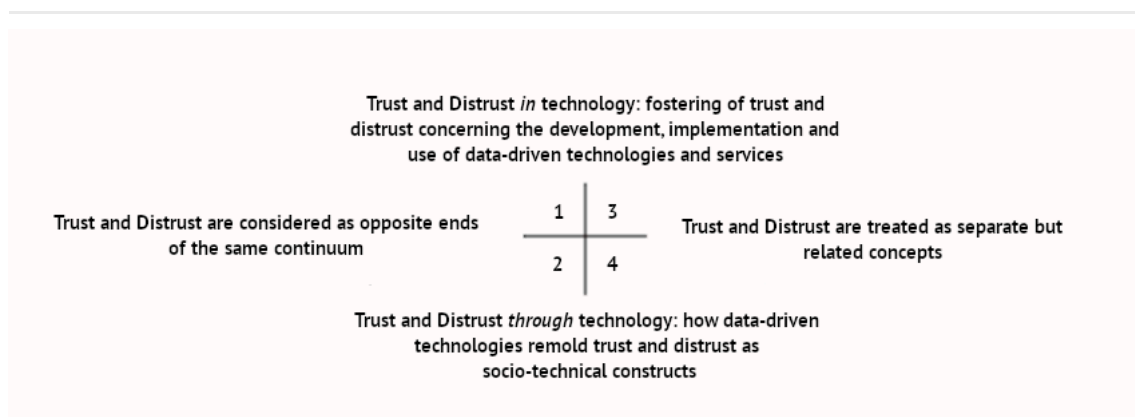 Trust and Distrust in technology: fostering of trust and
distrust concerning the development, implementation and
use of data-driven technologies and services
Trust and Distrust are considered as opposite ends
of the same continuum
1 3
2 4
Trust and Distrust are treated as separate but
related concepts
Trust and Distrust through technology: how data-driven
technologies remold trust and distrust as
socio-technical constructs